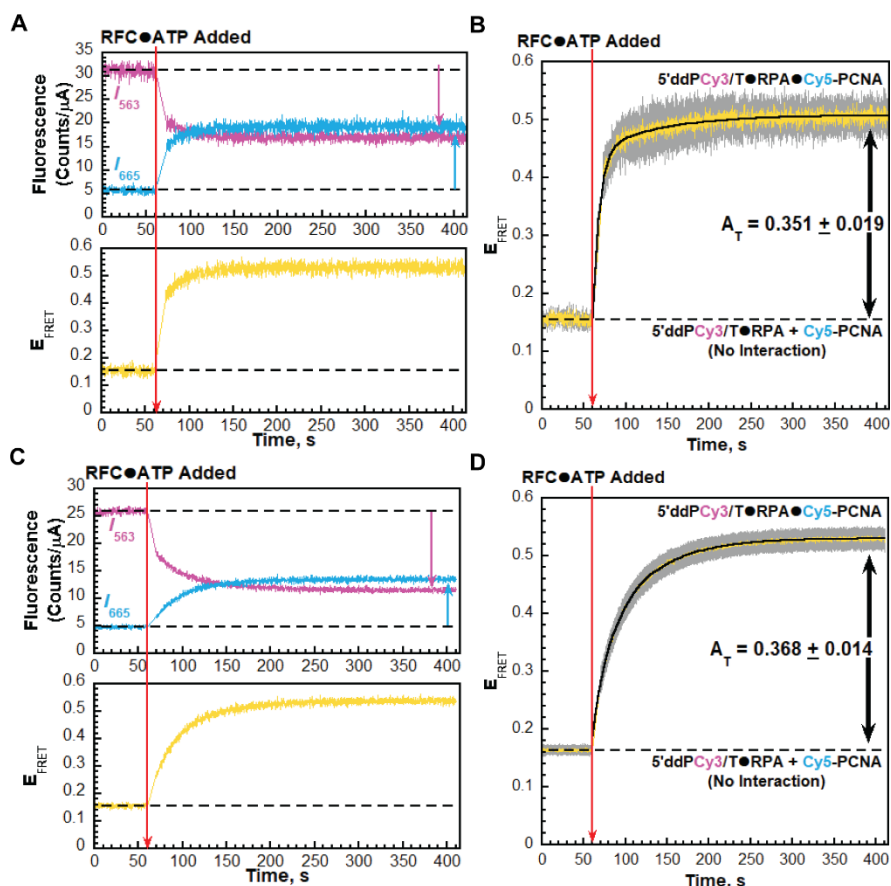 A
RFC●ATP Added
Fluorescence
(Counts/μA)
35
30
25
20
15
10
5
0
I563
I665
0 50 100 150 200 250 300 350 400
EFRET
0.6
0.5
0.4
0.3
0.2
0.1
0
0 50 100 150 200 250 300 350 400
Time, s
B
RFC●ATP Added
5'ddPCy3/T●RPA●Cy5-PCNA
EFRET
0.6
0.5
0.4
0.3
0.2
0.1
0
AT = 0.351 ± 0.019
5'ddPCy3/T●RPA + Cy5-PCNA
(No Interaction)
0 50 100 150 200 250 300 350 400
Time, s
C
RFC●ATP Added
Fluorescence
(Counts/μA)
30
25
20
15
10
5
0
I563
I665
0 50 100 150 200 250 300 350 400
EFRET
0.6
0.5
0.4
0.3
0.2
0.1
0
0 50 100 150 200 250 300 350 400
Time, s
D
RFC●ATP Added
5'ddPCy3/T●RPA●Cy5-PCNA
EFRET
0.6
0.5
0.4
0.3
0.2
0.1
0
AT = 0.368 ± 0.014
5'ddPCy3/T●RPA + Cy5-PCNA
(No Interaction)
0 50 100 150 200 250 300 350 400
Time, s